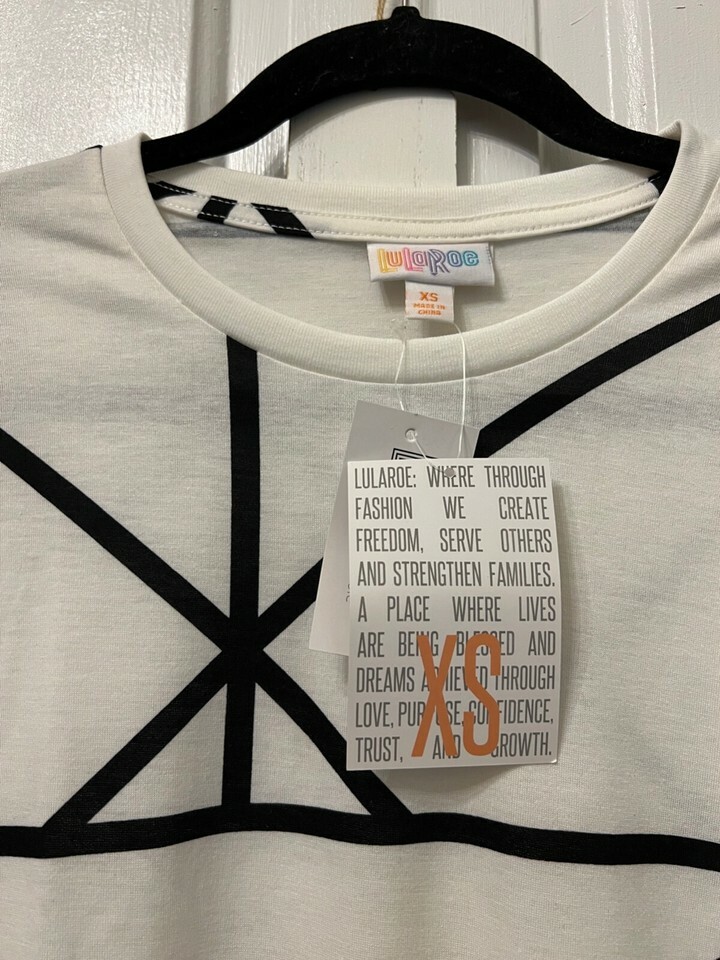 LuLaRoe
XS
MADE IN
CHINA
LULAROE: WHERE THROUGH
FASHION WE CREATE
FREEDOM, SERVE OTHERS
AND STRENGTHEN FAMILIES.
A PLACE WHERE LIVES
ARE BEING BLESSED AND
DREAMS ACHIEVED THROUGH
LOVE, PURPOSE, CONFIDENCE,
TRUST, AND GROWTH.
XS